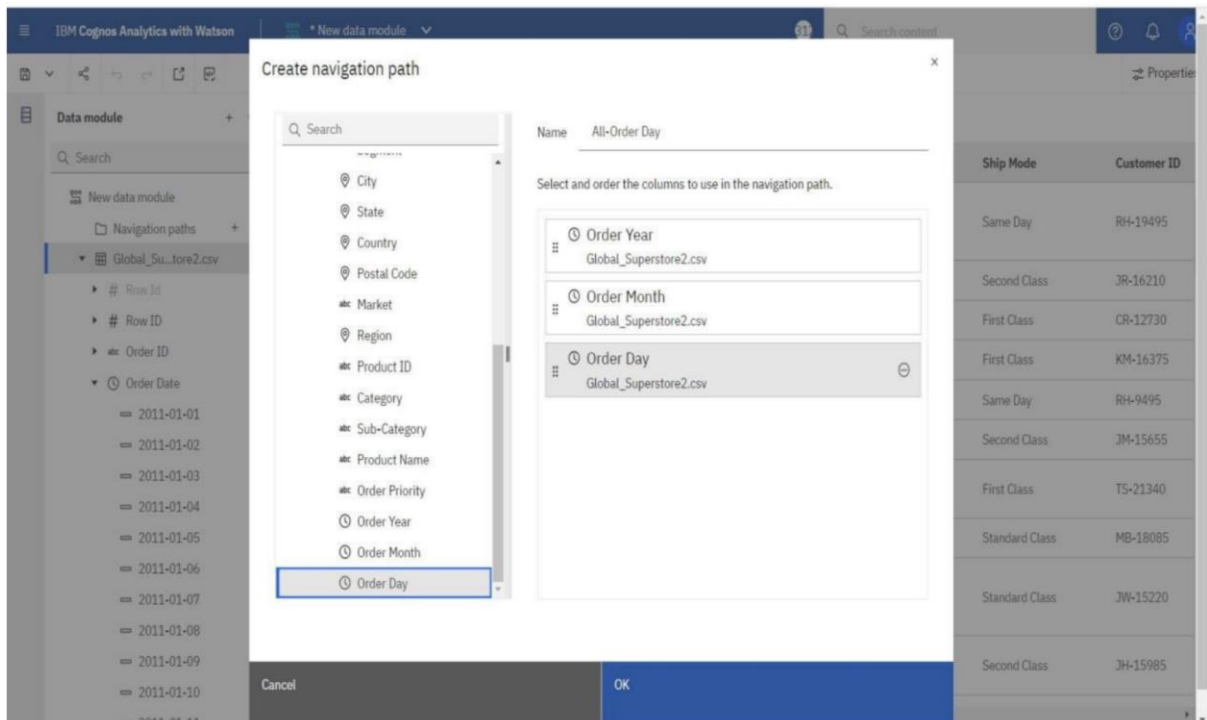 IBM Cognos Analytics with Watson
* New data module
Search content
Properties
Data module
Search
New data module
Navigation paths
Global_Su...tore2.csv
# Row Id
# Row ID
abc Order ID
Order Date
2011-01-01
2011-01-02
2011-01-03
2011-01-04
2011-01-05
2011-01-06
2011-01-07
2011-01-08
2011-01-09
2011-01-10
Create navigation path
Search
Segment
City
State
Country
Postal Code
abc Market
Region
abc Product ID
abc Category
abc Sub-Category
abc Product Name
abc Order Priority
Order Year
Order Month
Order Day
Name All-Order Day
Select and order the columns to use in the navigation path.
Order Year
Global_Superstore2.csv
Order Month
Global_Superstore2.csv
Order Day
Global_Superstore2.csv
Cancel
OK
Ship Mode Customer ID
Same Day RH-19495
Second Class JR-16210
First Class CR-12730
First Class KM-16375
Same Day RH-9495
Second Class JM-15655
First Class TS-21340
Standard Class MB-18085
Standard Class JW-15220
Second Class JH-15985